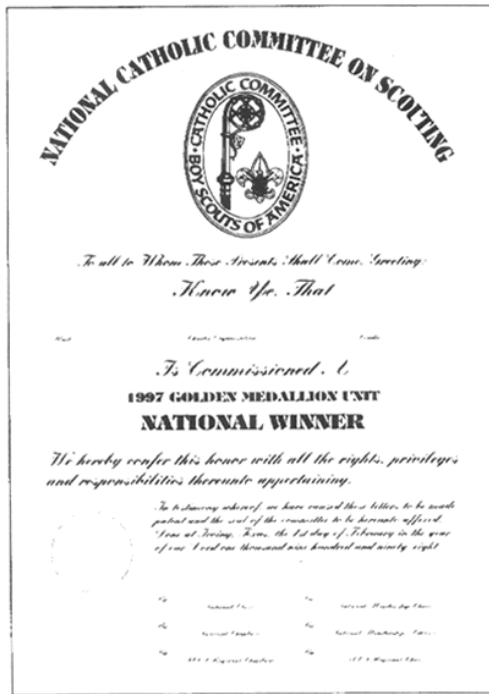 NATIONAL CATHOLIC COMMITTEE ON SCOUTING
CATHOLIC COMMITTEE
BOY SCOUTS OF AMERICA
To all to Whom These Presents Shall Come, Greeting:
Know Ye, That
Is Commissioned A
1997 GOLDEN MEDALLION UNIT
NATIONAL WINNER
We hereby confer this honor with all the rights, privileges
and responsibilities thereunto appertaining.
In testimony whereof, we have caused these letters to be made
patent and the seal of the committee to be hereunto affixed.
Done at Irving, Texas, the 1st day of February in the year
of our Lord one thousand nine hundred and ninety eight